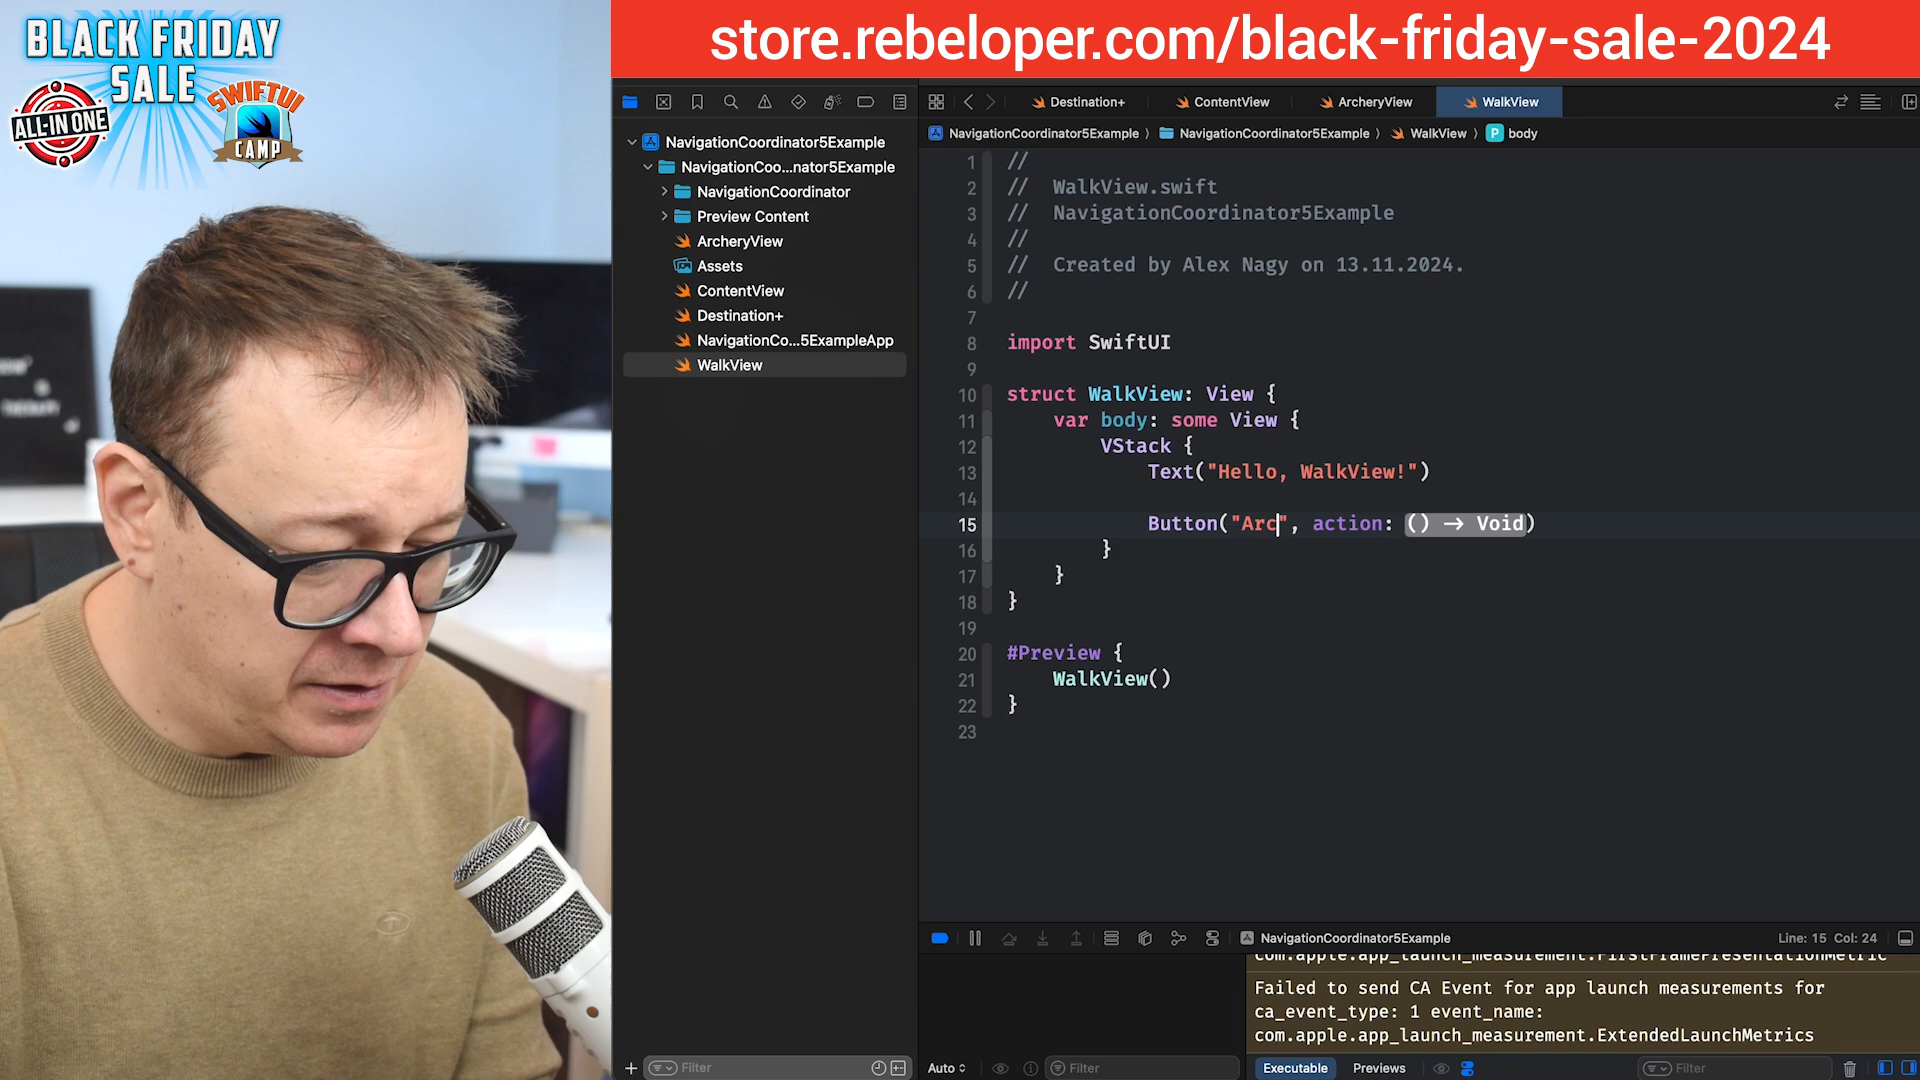 BLACK FRIDAY
SALE
ALL-IN ONE
SWIFTUI
CAMP
store.rebeloper.com/black-friday-sale-2024
Destination+
ContentView
ArcheryView
WalkView
NavigationCoordinator5Example
NavigationCoordinator5Example
WalkView
P
body
NavigationCoordinator5Example
NavigationCoo...nator5Example
NavigationCoordinator
Preview Content
ArcheryView
Assets
ContentView
Destination+
NavigationCo...5ExampleApp
WalkView
1 //
2 // WalkView.swift
3 // NavigationCoordinator5Example
4 //
5 // Created by Alex Nagy on 13.11.2024.
6 //
7
8 import SwiftUI
9
10 struct WalkView: View {
11 var body: some View {
12 VStack {
13 Text("Hello, WalkView!")
14
15 Button("Arc", action: () -> Void)
16 }
17 }
18 }
19
20 #Preview {
21 WalkView()
22 }
23
NavigationCoordinator5Example
Line: 15 Col: 24
com.apple.app_launch_measurement.FirstFramePresentationMetric
Failed to send CA Event for app launch measurements for
ca_event_type: 1 event_name:
com.apple.app_launch_measurement.ExtendedLaunchMetrics
Filter
Auto
Filter
Executable
Previews
Filter